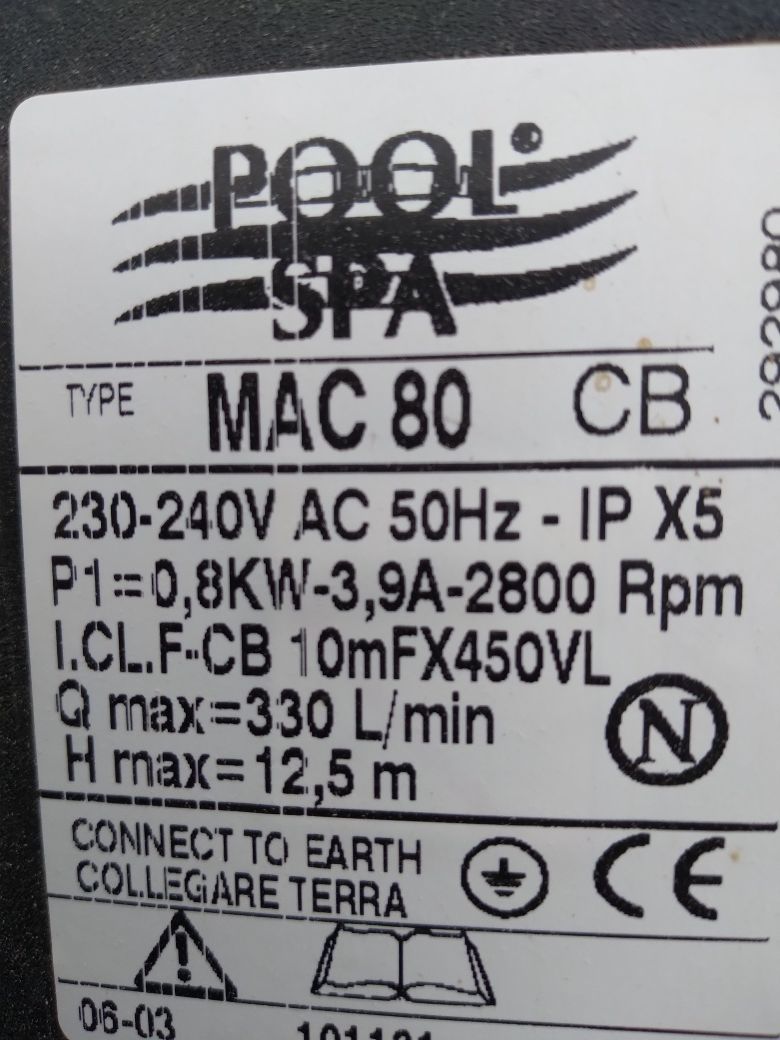 POOL®
SPA
TYPE MAC 80 CB
230-240V AC 50Hz - IP X5
P1=0,8KW-3,9A-2800 Rpm
I.CL.F-CB 10mFX450VL
Q max=330 L/min
N
H max=12,5 m
CONNECT TO EARTH
COLLEGARE TERRA
CE
06-03